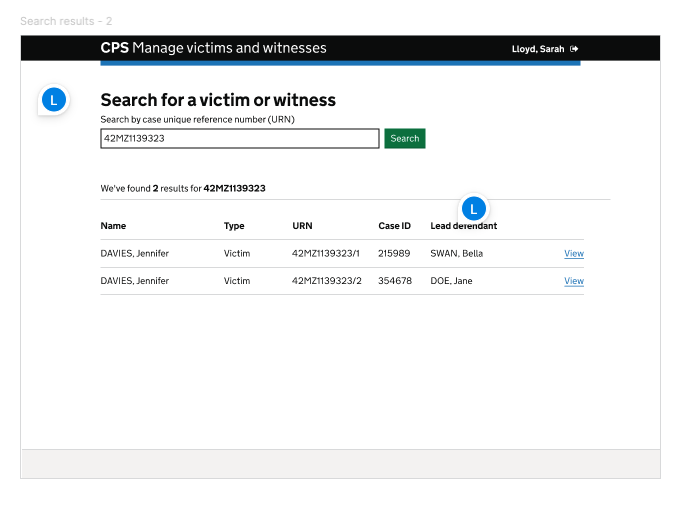 Search results - 2
CPS Manage victims and witnesses
Lloyd, Sarah
L
Search for a victim or witness
Search by case unique reference number (URN)
42MZ1139323
Search
We've found 2 results for 42MZ1139323
L
Name Type URN Case ID Lead defendant
DAVIES, Jennifer Victim 42MZ1139323/1 215989 SWAN, Bella View
DAVIES, Jennifer Victim 42MZ1139323/2 354678 DOE, Jane View